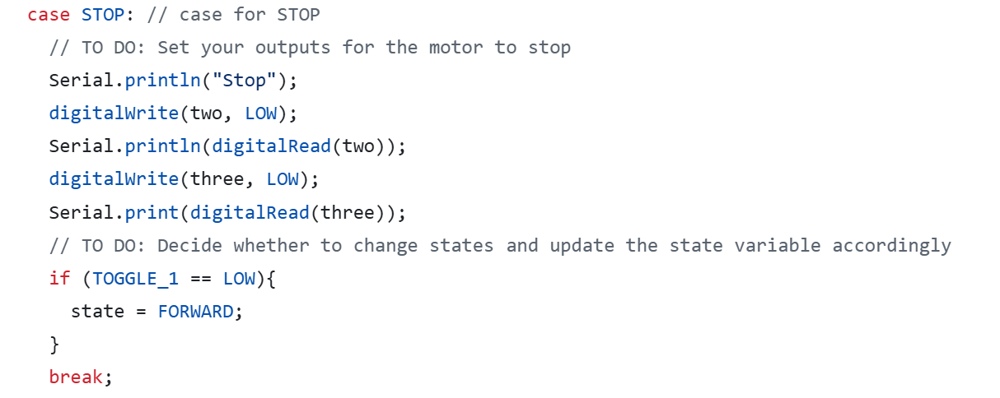 case STOP: // case for STOP
// TO DO: Set your outputs for the motor to stop
Serial.println("Stop");
digitalWrite(two, LOW);
Serial.println(digitalRead(two));
digitalWrite(three, LOW);
Serial.print(digitalRead(three));
// TO DO: Decide whether to change states and update the state variable accordingly
if (TOGGLE_1 == LOW){
state = FORWARD;
}
break;